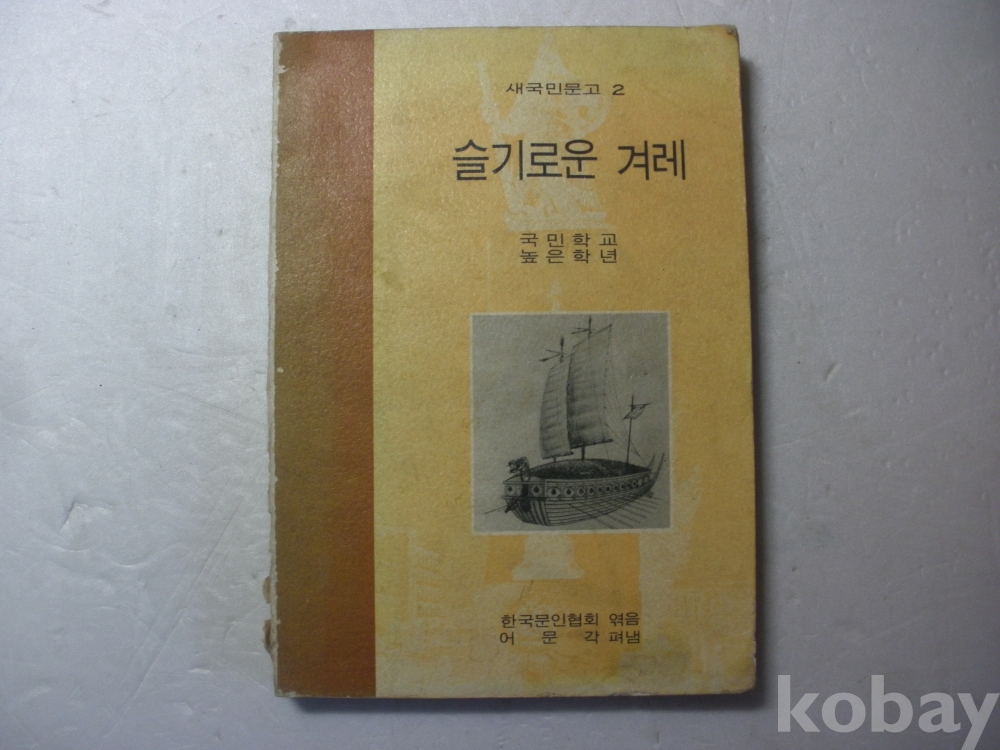 새국민문고 2
슬기로운 겨레
국민학교
높은학년
한국문인협회 엮음
어 문 각 펴냄
kobay